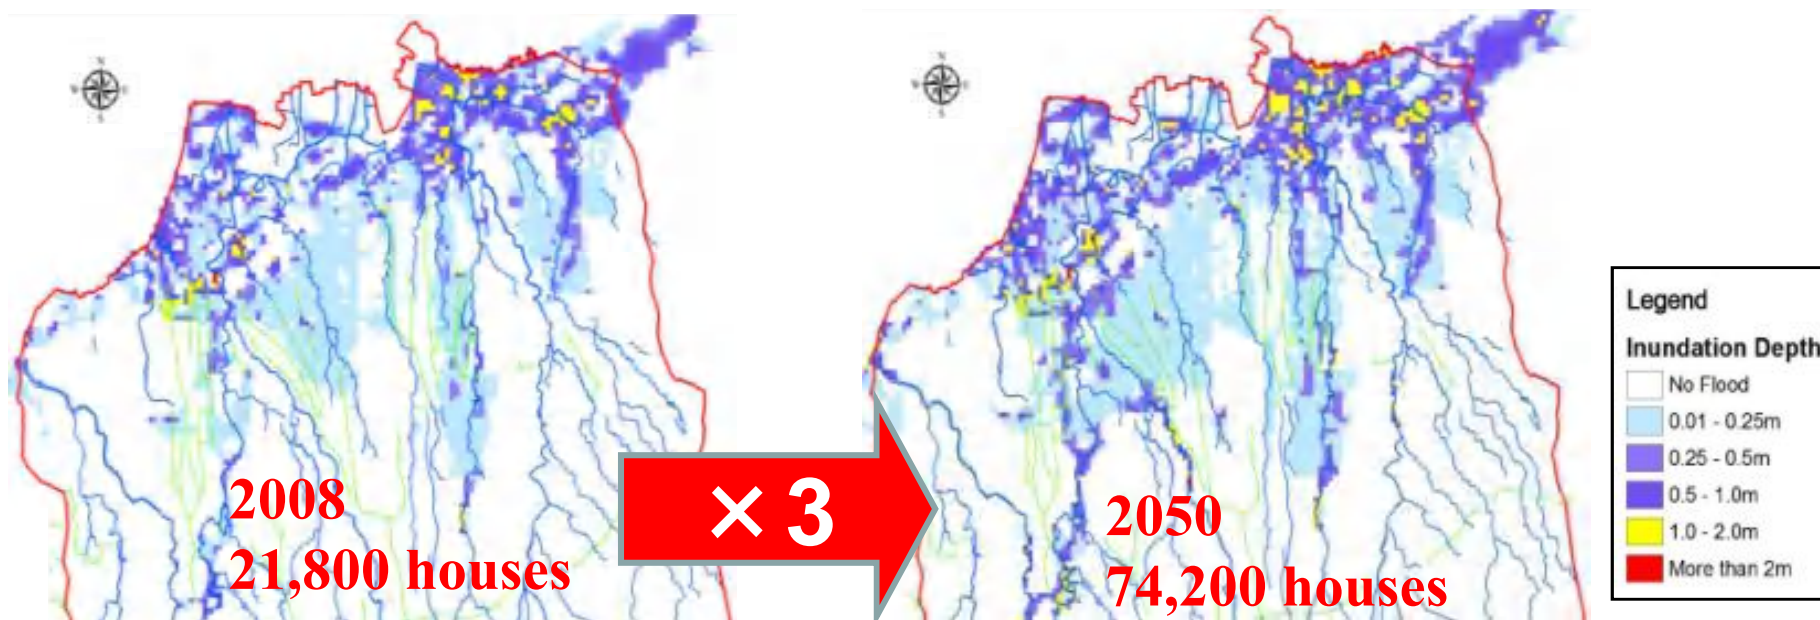 2008
21,800 houses
× 3
2050
74,200 houses
Legend
Inundation Depth
No Flood
0.01 - 0.25m
0.25 - 0.5m
0.5 - 1.0m
1.0 - 2.0m
More than 2m